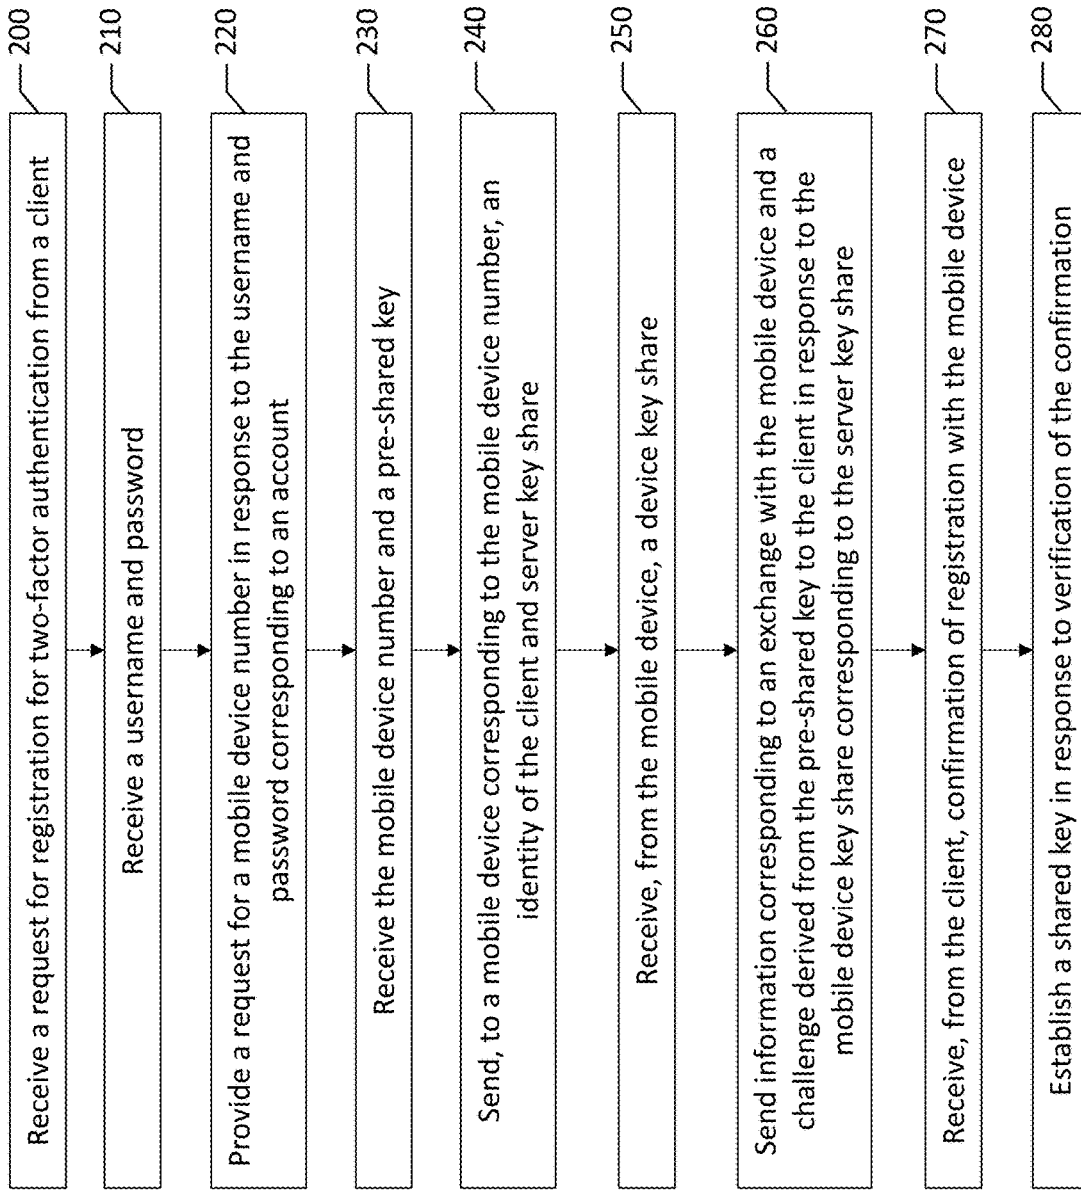 Receive a request for registration for two-factor authentication from a client
200
Receive a username and password
210
Provide a request for a mobile device number in response to the username and
password corresponding to an account
220
Receive the mobile device number and a pre-shared key
230
Send, to a mobile device corresponding to the mobile device number, an
identity of the client and server key share
240
Receive, from the mobile device, a device key share
250
Send information corresponding to an exchange with the mobile device and a
challenge derived from the pre-shared key to the client in response to the
mobile device key share corresponding to the server key share
260
Receive, from the client, confirmation of registration with the mobile device
270
Establish a shared key in response to verification of the confirmation
280